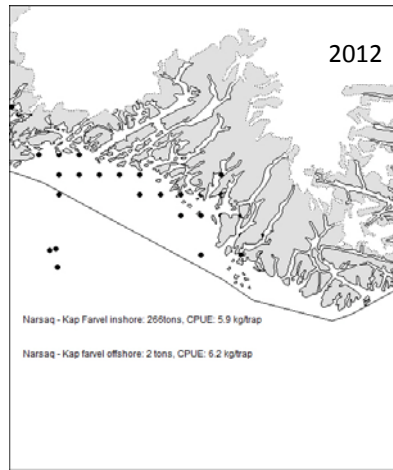 2012
Narsaq - Kap Farvel inshore: 266tons, CPUE: 5.9 kg/trap
Narsaq - Kap farvel offshore: 2 tons, CPUE: 6.2 kg/trap